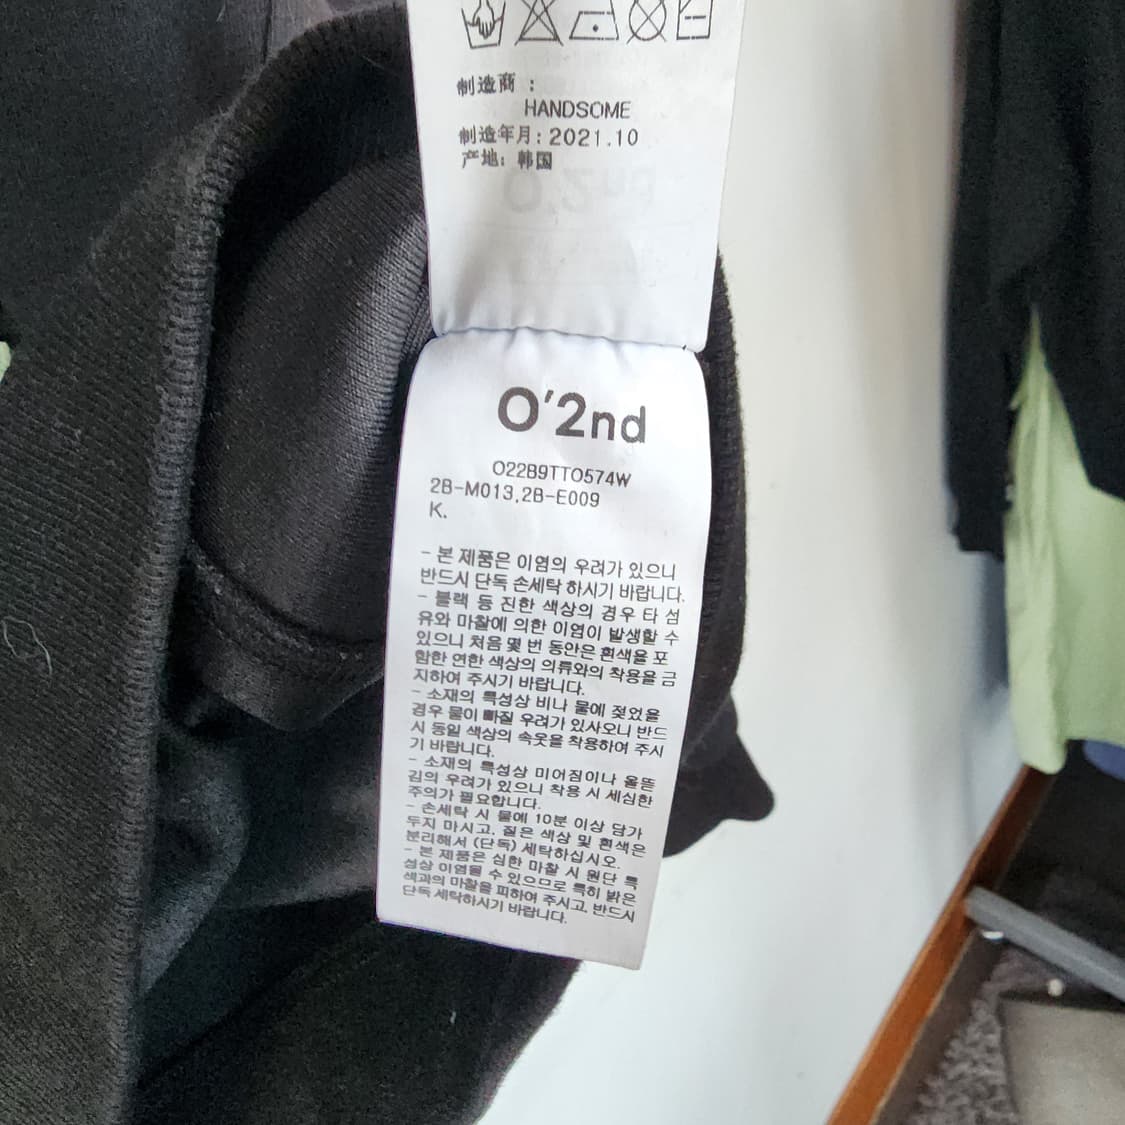 制造商 :
HANDSOME
制造年月: 2021.10
产地: 韩国
O'2nd
O22B9TTO574W
2B-M013,2B-E009
K.
- 본 제품은 이염의 우려가 있으니
반드시 단독 손세탁 하시기 바랍니다.
- 블랙 등 진한 색상의 경우 타 섬
유와 마찰에 의한 이염이 발생할 수
있으니 처음 몇 번 동안은 흰색을 포
함한 연한 색상의 의류와의 착용을 금
지하여 주시기 바랍니다.
- 소재의 특성상 비나 물에 젖었을
경우 물이 빠질 우려가 있사오니 반드
시 동일 색상의 속옷을 착용하여 주시
기 바랍니다.
- 소재의 특성상 미어짐이나 올뜯
김의 우려가 있으니 착용 시 세심한
주의가 필요합니다.
- 손세탁 시 물에 10분 이상 담가
두지 마시고, 짙은 색상 및 흰색은
분리해서 (단독) 세탁하십시오.
- 본 제품은 심한 마찰 시 원단 특
성상 이염될 수 있으므로 특히 밝은
색과의 마찰을 피하여 주시고, 반드시
단독 세탁하시기 바랍니다.